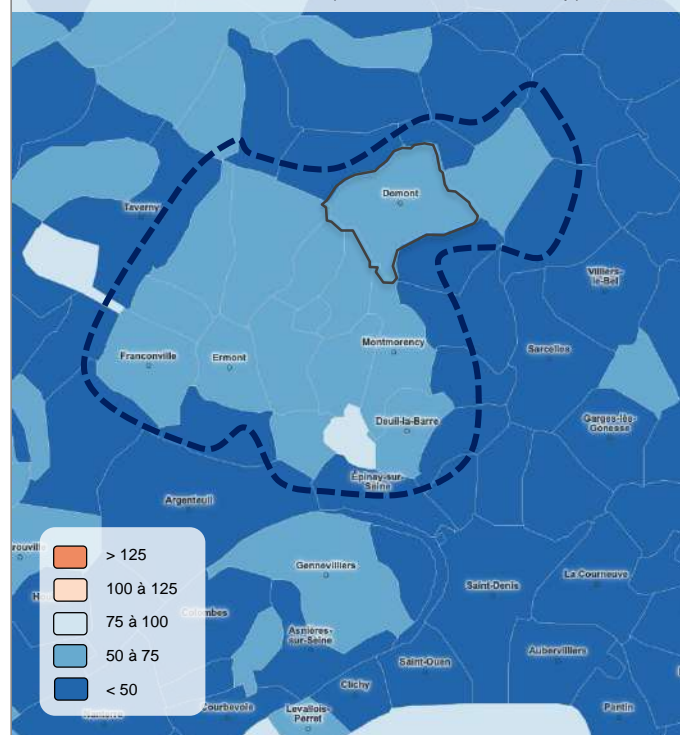 Domont
Taverny
Villiers-
le-Bel
Montmorency
Sarcelles
Franconville
Ermont
Deuil-la-Barre
Garges-lès-
Gonesse
Épinay-sur-
Seine
Argenteuil
Gennevilliers
Saint-Denis
La Courneuve
Colombes
Asnières-
sur-Seine
Aubervilliers
Saint-Ouen
Clichy
Courbevoie
Levallois-
Perret
Pantin
Nanterre
> 125
100 à 125
75 à 100
50 à 75
< 50